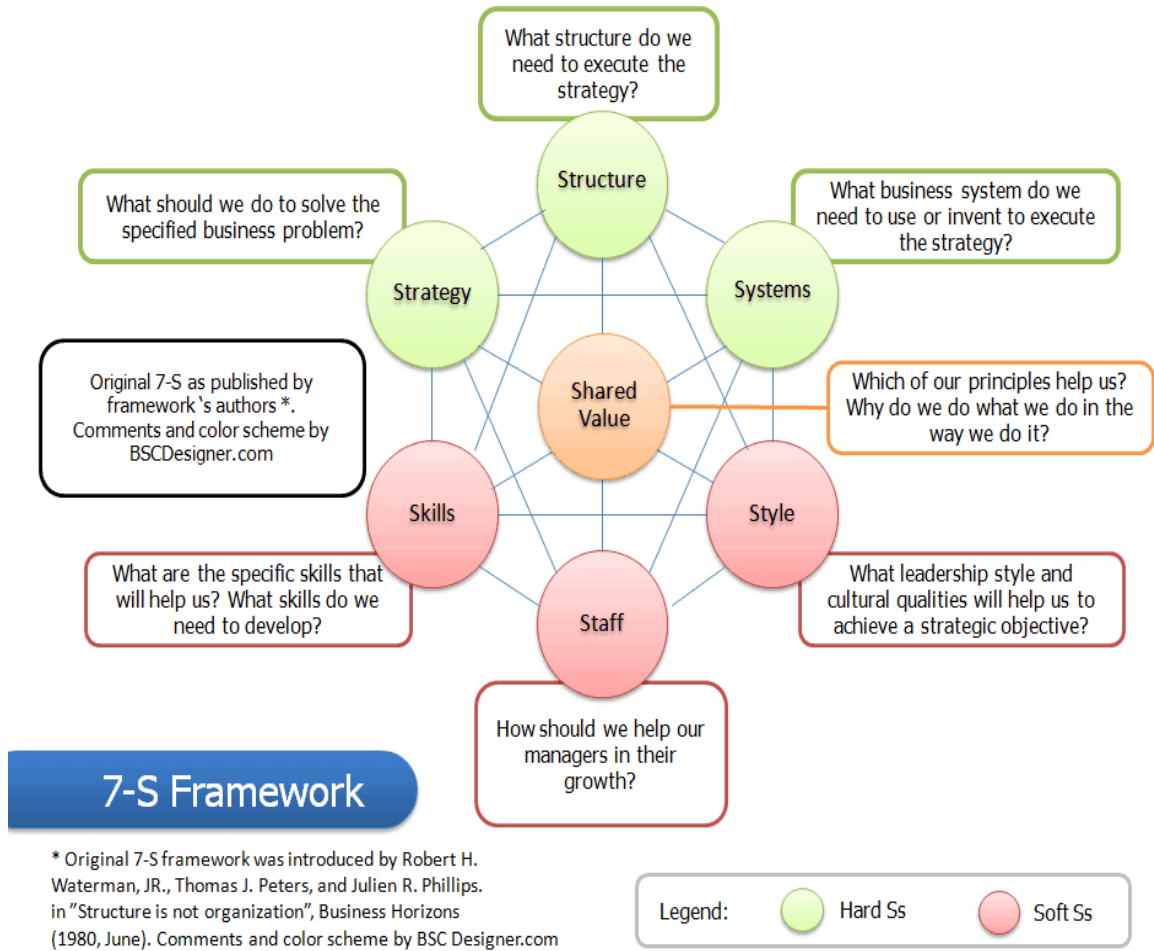 What structure do we
need to execute the
strategy?
Structure
What should we do to solve the
specified business problem?
What business system do we
need to use or invent to execute
the strategy?
Strategy
Systems
Original 7-S as published by
framework ‘s authors *.
Comments and color scheme by
BSCDesigner.com
Shared
Value
Which of our principles help us?
Why do we do what we do in the
way we do it?
Skills
Style
What are the specific skills that
will help us? What skills do we
need to develop?
Staff
What leadership style and
cultural qualities will help us to
achieve a strategic objective?
How should we help our
managers in their
growth?
7-S Framework
* Original 7-S framework was introduced by Robert H.
Waterman, JR., Thomas J. Peters, and Julien R. Phillips.
in ”Structure is not organization”, Business Horizons
(1980, June). Comments and color scheme by BSC Designer.com
Legend:
Hard Ss
Soft Ss